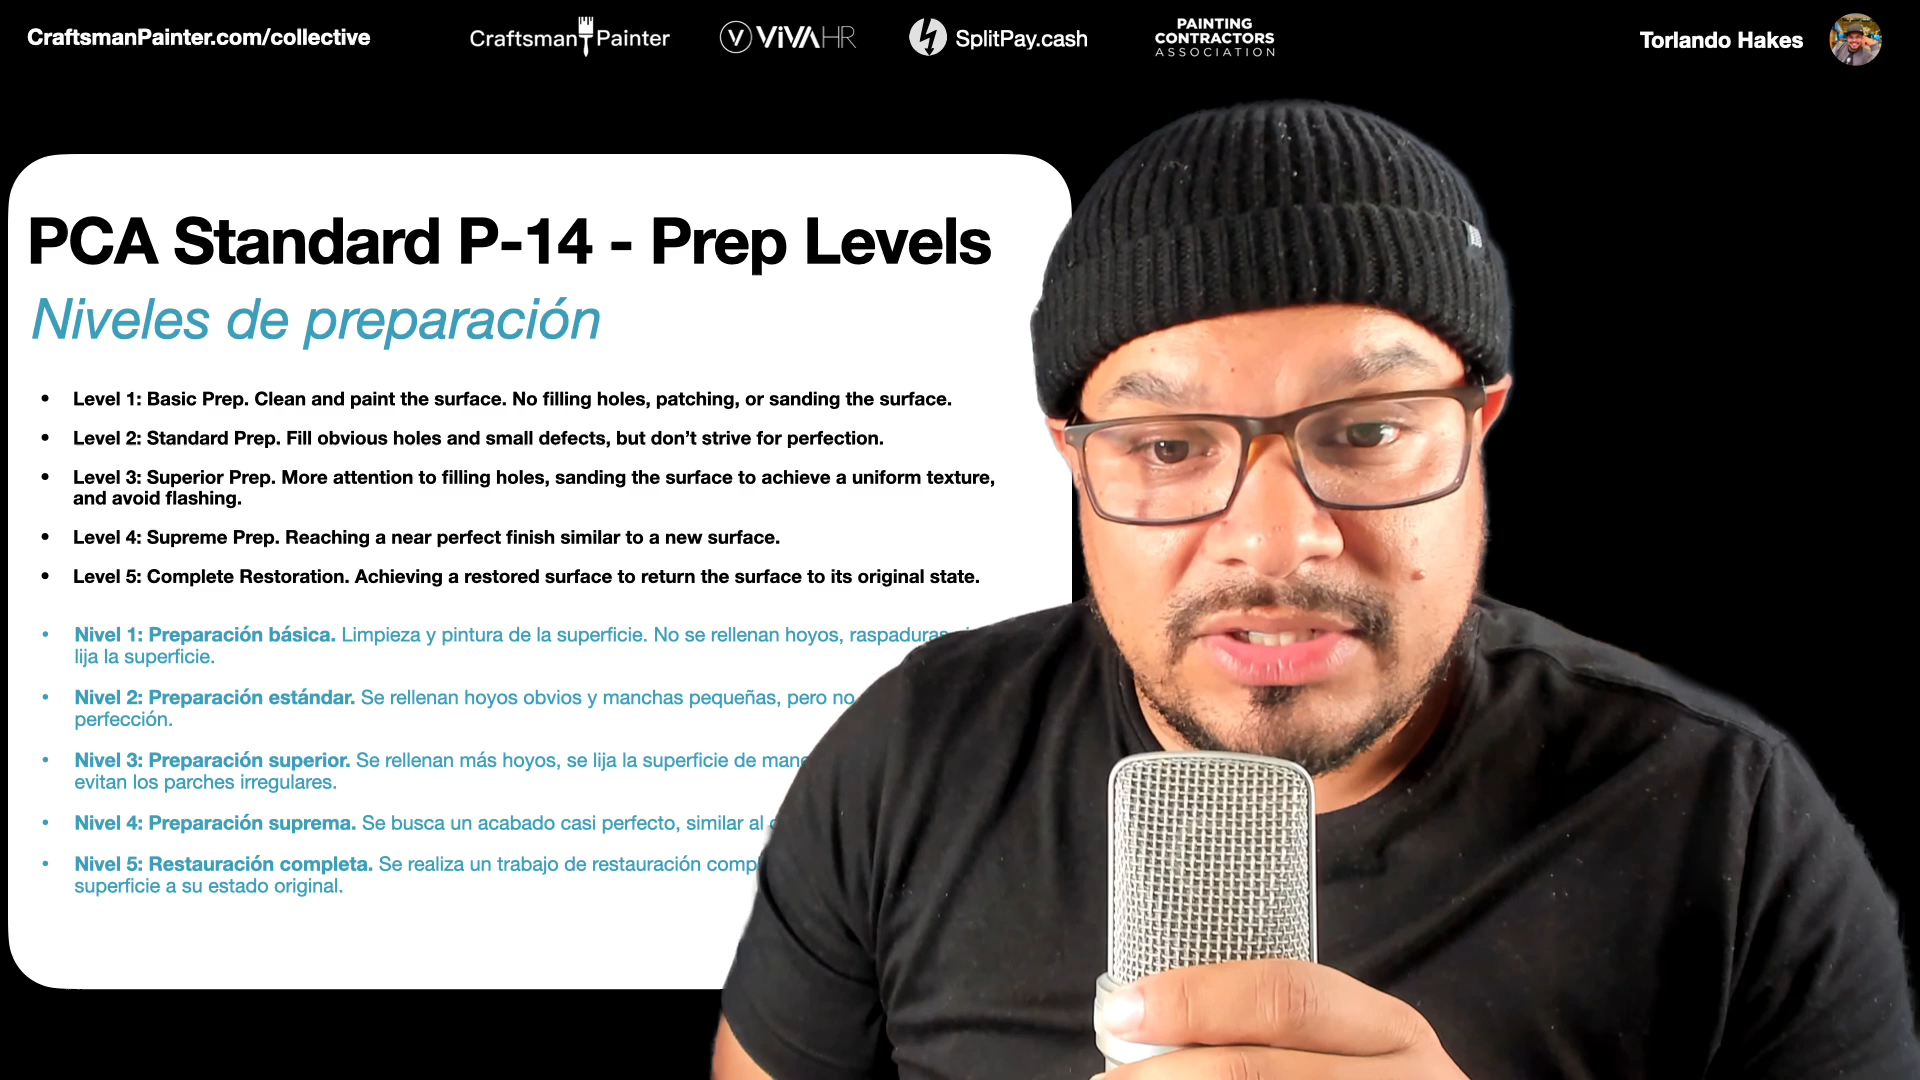 CraftsmanPainter.com/collective
Craftsman Painter
VIVAHR
SplitPay.cash
PAINTING
CONTRACTORS
ASSOCIATION
Torlando Hakes
PCA Standard P-14 - Prep Levels
Niveles de preparación
• Level 1: Basic Prep. Clean and paint the surface. No filling holes, patching, or sanding the surface.
• Level 2: Standard Prep. Fill obvious holes and small defects, but don’t strive for perfection.
• Level 3: Superior Prep. More attention to filling holes, sanding the surface to achieve a uniform texture,
and avoid flashing.
• Level 4: Supreme Prep. Reaching a near perfect finish similar to a new surface.
• Level 5: Complete Restoration. Achieving a restored surface to return the surface to its original state.
• Nivel 1: Preparación básica. Limpieza y pintura de la superficie. No se rellenan hoyos, raspaduras
lija la superficie.
• Nivel 2: Preparación estándar. Se rellenan hoyos obvios y manchas pequeñas, pero no
perfección.
• Nivel 3: Preparación superior. Se rellenan más hoyos, se lija la superficie de
evitan los parches irregulares.
• Nivel 4: Preparación suprema. Se busca un acabado casi perfecto, similar al
• Nivel 5: Restauración completa. Se realiza un trabajo de restauración
superficie a su estado original.